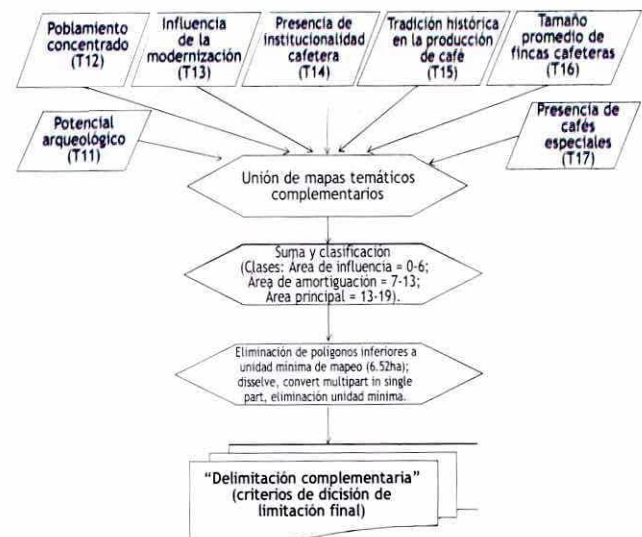 Poblamiento
concentrado
(T12)
Influencia
de la
modernización
(T13)
Presencia de
institucionalidad
cafetera
(T14)
Tradición histórica
en la producción
de café
(T15)
Tamaño
promedio de
fincas cafeteras
(T16)
Potencial
arqueológico
(T11)
Presencia de
cafés
especiales
(T17)
Unión de mapas temáticos
complementarios
Suma y clasificación
(Clases: Area de influencia = 0-6;
Área de amortiguación = 7-13;
Área principal = 13-19).
Eliminación de polígonos inferiores a
unidad mínima de mapeo (6.52ha);
disselve, convert multipart in single
part, eliminación unidad mínima.
“Delimitación complementaria”
(criterios de dicisión de
limitación final)